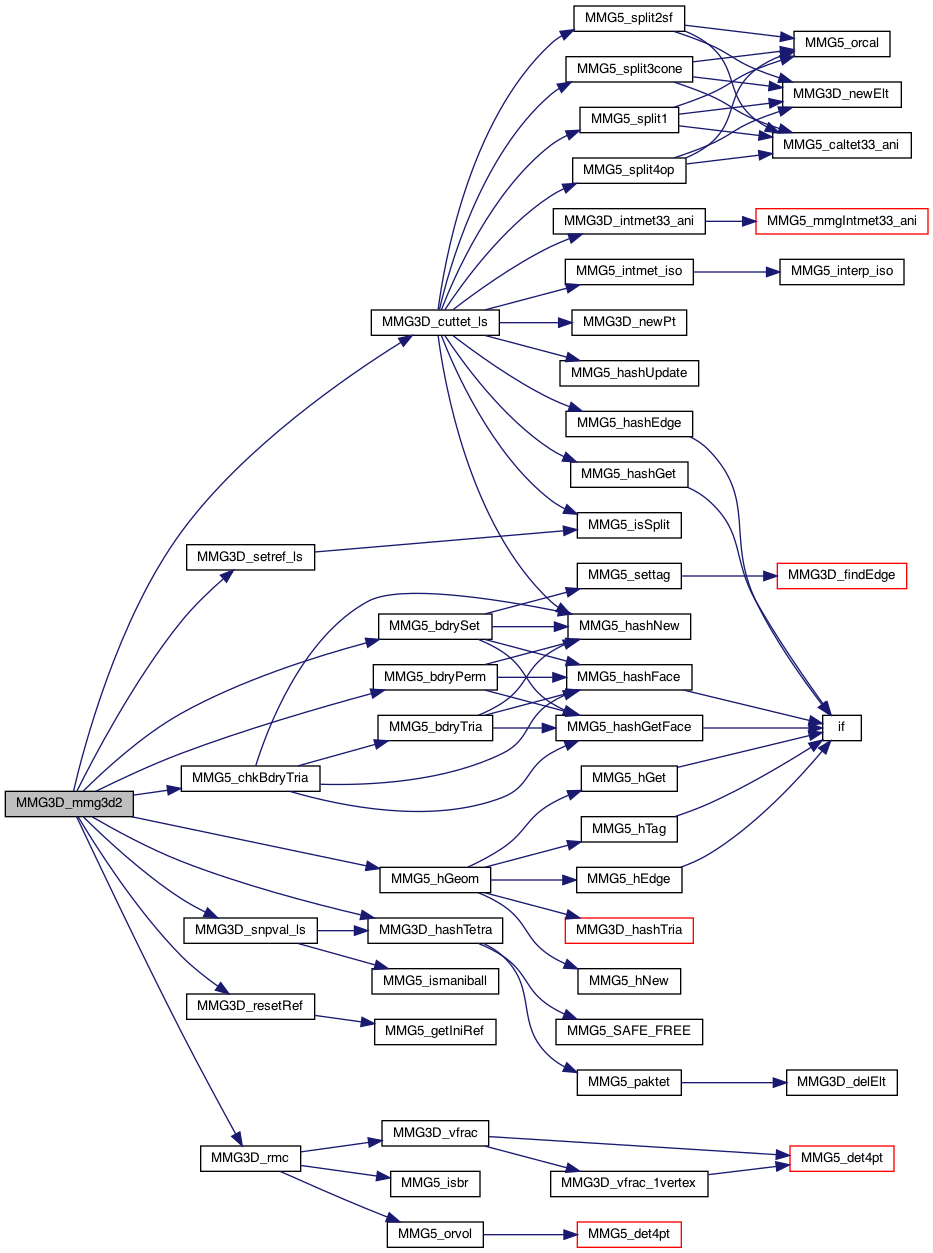 MMG5_split2sf
MMG5_orcal
MMG5_split3cone
MMG3D_newElt
MMG5_split1
MMG5_caltet33_ani
MMG5_split4op
MMG3D_intmet33_ani
MMG5_mmgIntmet33_ani
MMG5_intmet_iso
MMG5_interp_iso
MMG3D_cuttet_ls
MMG3D_newPt
MMG5_hashUpdate
MMG5_hashEdge
MMG5_hashGet
MMG5_isSplit
MMG3D_setref_ls
MMG5_settag
MMG3D_findEdge
MMG5_bdrySet
MMG5_hashNew
MMG5_bdryPerm
MMG5_hashFace
MMG5_bdryTria
MMG5_hashGetFace
if
MMG5_chkBdryTria
MMG5_hGet
MMG3D_mmg3d2
MMG5_hTag
MMG5_hGeom
MMG5_hEdge
MMG3D_snpval_ls
MMG3D_hashTetra
MMG3D_hashTria
MMG5_ismaniball
MMG5_hNew
MMG3D_resetRef
MMG5_getIniRef
MMG5_SAFE_FREE
MMG5_paktet
MMG3D_delElt
MMG3D_vfrac
MMG3D_rmc
MMG5_det4pt
MMG5_isbr
MMG3D_vfrac_1vertex
MMG5_orvol
MMG5_det4pt